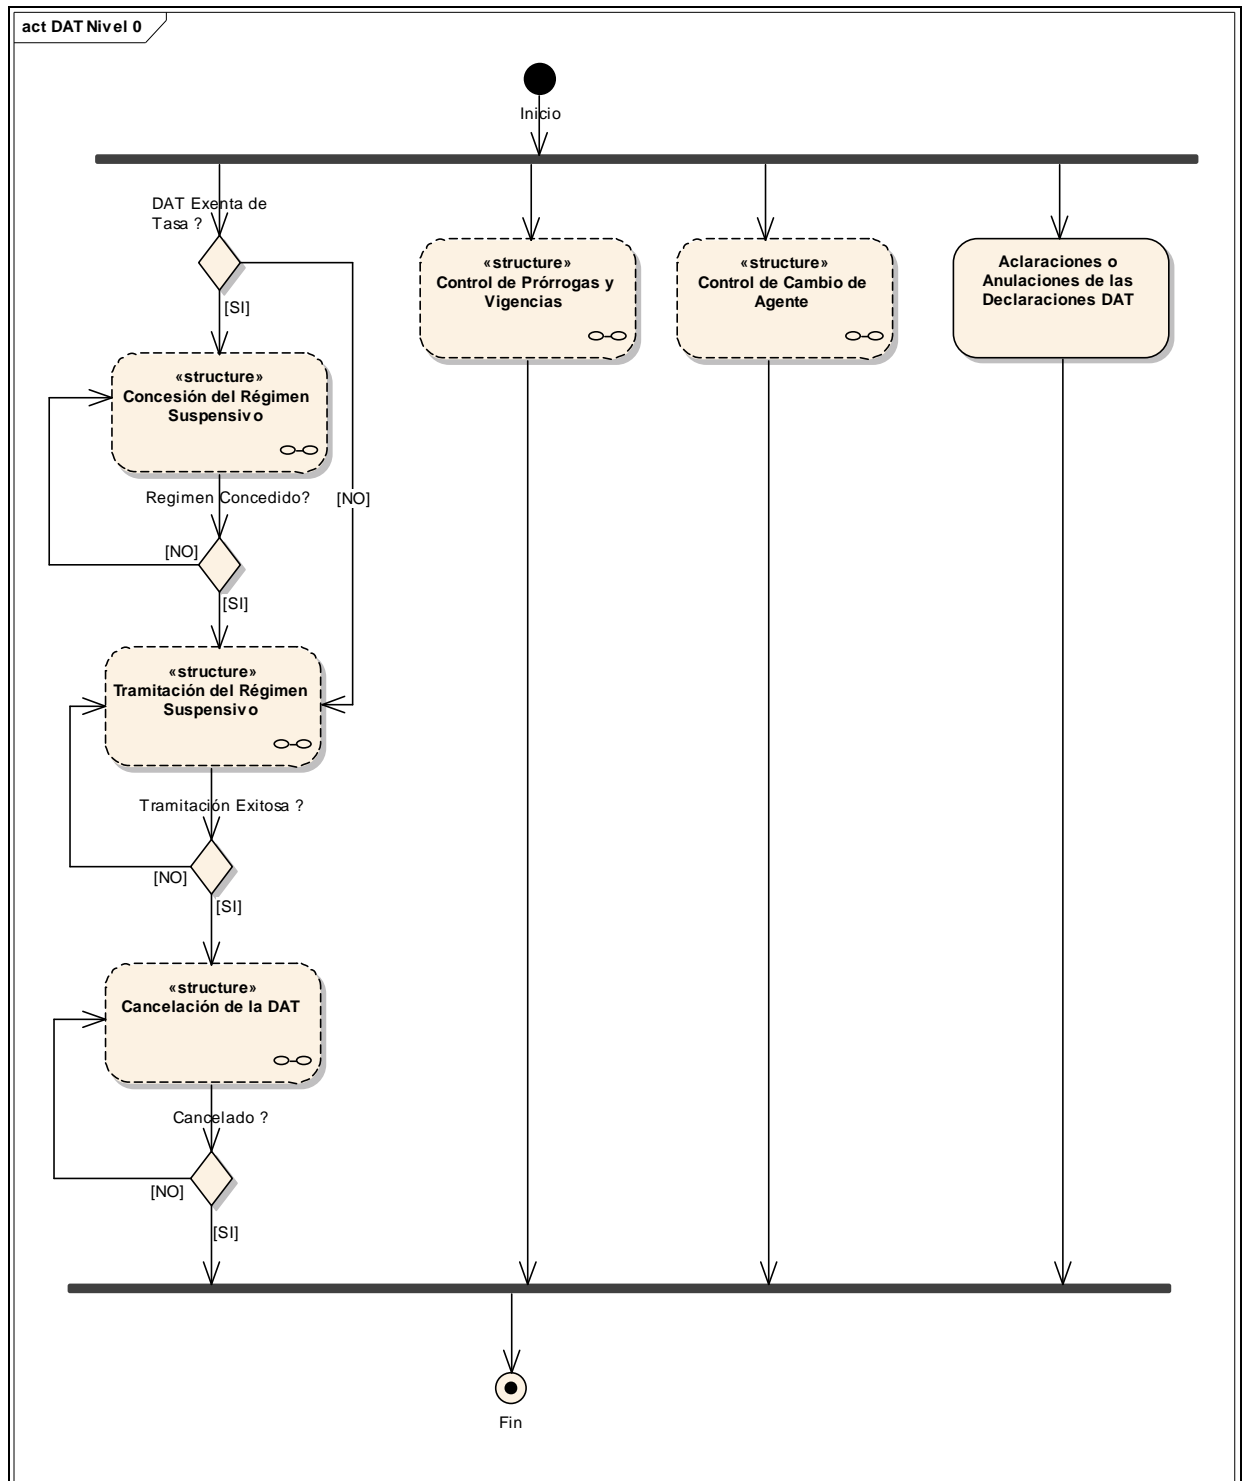 act DAT Nivel 0
Inicio
DAT Exenta de
Tasa ?
[SI]
[NO]
«structure»
Control de Prórrogas y
Vigencias
«structure»
Control de Cambio de
Agente
Aclaraciones o
Anulaciones de las
Declaraciones DAT
«structure»
Concesión del Régimen
Suspensivo
Regimen Concedido?
[NO]
[SI]
«structure»
Tramitación del Régimen
Suspensivo
Tramitación Exitosa ?
[NO]
[SI]
«structure»
Cancelación de la DAT
Cancelado ?
[NO]
[SI]
Fin